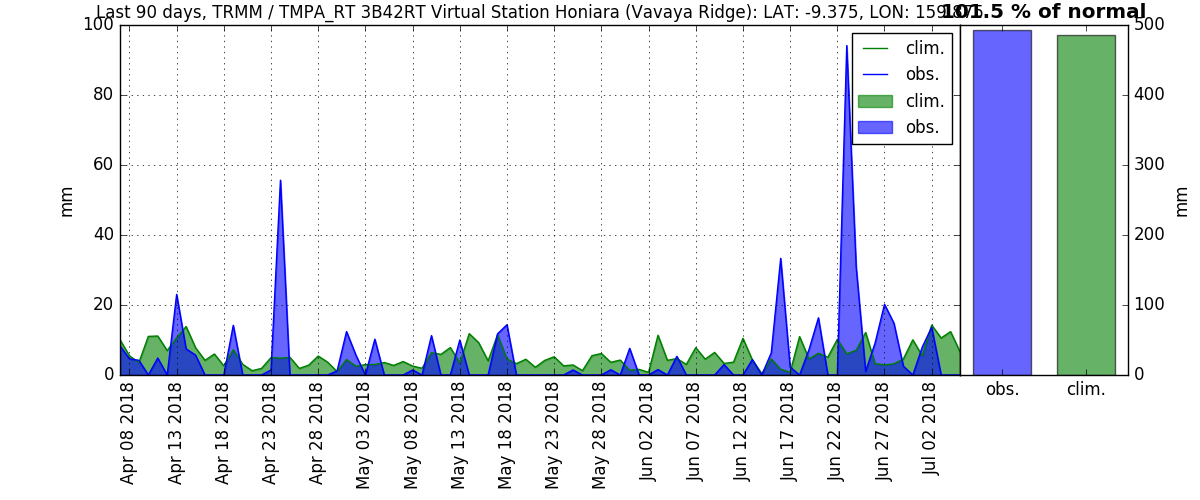 Last 90 days, TRMM / TMPA_RT 3B42RT Virtual Station Honiara (Vavaya Ridge): LAT: -9.375, LON:
101.5 % of normal
100
80
60
40
20
0
mm
clim.
obs.
clim.
obs.
500
400
300
200
100
0
mm
obs.
clim.
Apr 08 2018
Apr 13 2018
Apr 18 2018
Apr 23 2018
Apr 28 2018
May 03 2018
May 08 2018
May 13 2018
May 18 2018
May 23 2018
May 28 2018
Jun 02 2018
Jun 07 2018
Jun 12 2018
Jun 17 2018
Jun 22 2018
Jun 27 2018
Jul 02 2018